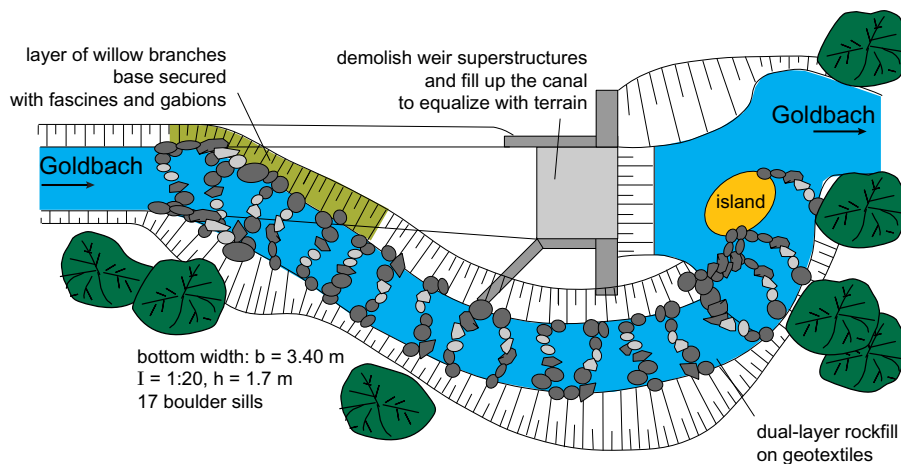 layer of willow branches
base secured
with fascines and gabions
demolish weir superstructures
and fill up the canal
to equalize with terrain
Goldbach
Goldbach
island
bottom width: b = 3.40 m
I = 1:20, h = 1.7 m
17 boulder sills
dual-layer rockfill
on geotextiles